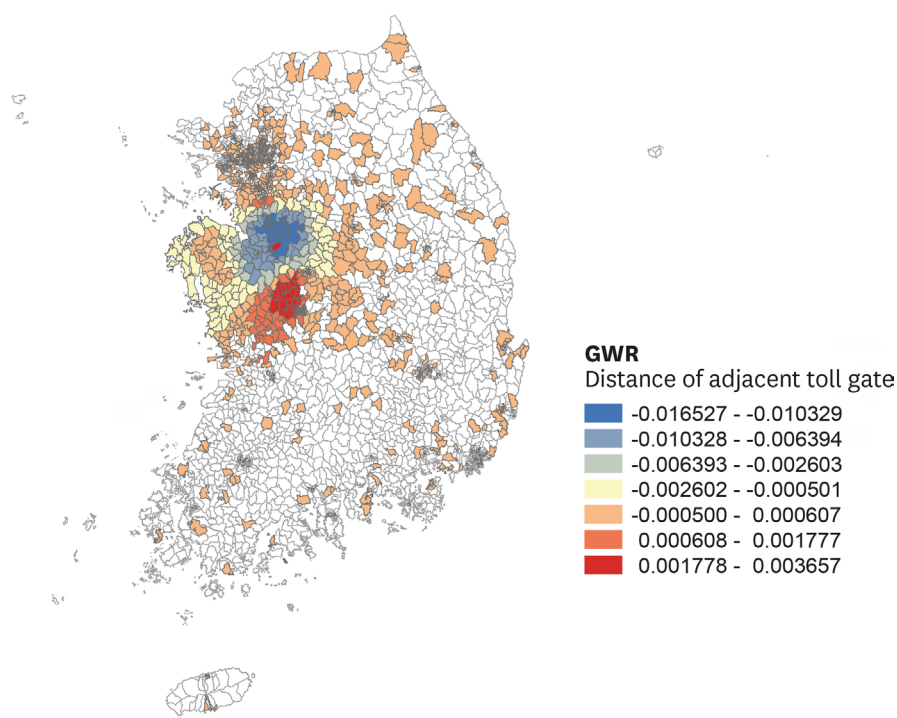 GWR
Distance of adjacent toll gate
-0.016527 - -0.010329
-0.010328 - -0.006394
-0.006393 - -0.002603
-0.002602 - -0.000501
-0.000500 - 0.000607
0.000608 - 0.001777
0.001778 - 0.003657